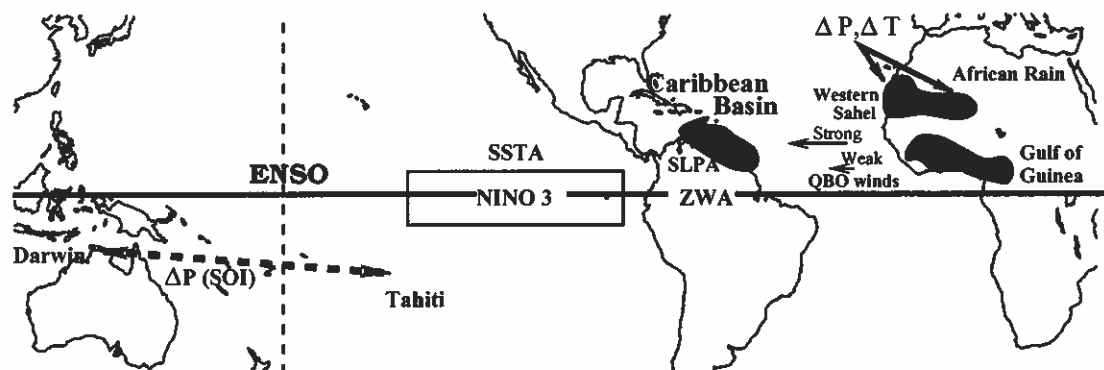 ΔP,ΔT
African Rain
Western
Sahel
Caribbean
Basin
Strong
Weak
QBO winds
Gulf of
Guinea
SLPA
SSTA
ENSO
NINO 3
ZWA
Darwin
ΔP (SOI)
Tahiti